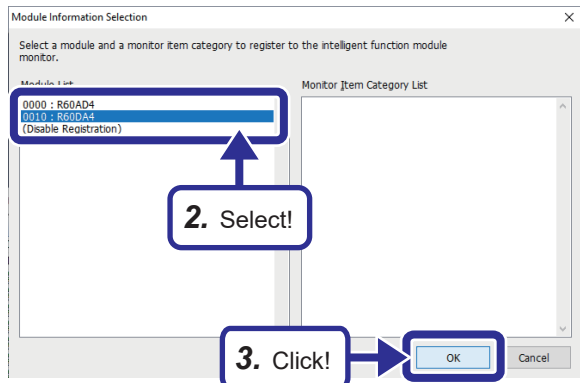 Module Information Selection
Select a module and a monitor item category to register to the intelligent function module
monitor.
Module List
Monitor Item Category List
0000 : R60AD4
0010 : R60DA4
(Disable Registration)
2. Select!
3. Click!
OK
Cancel